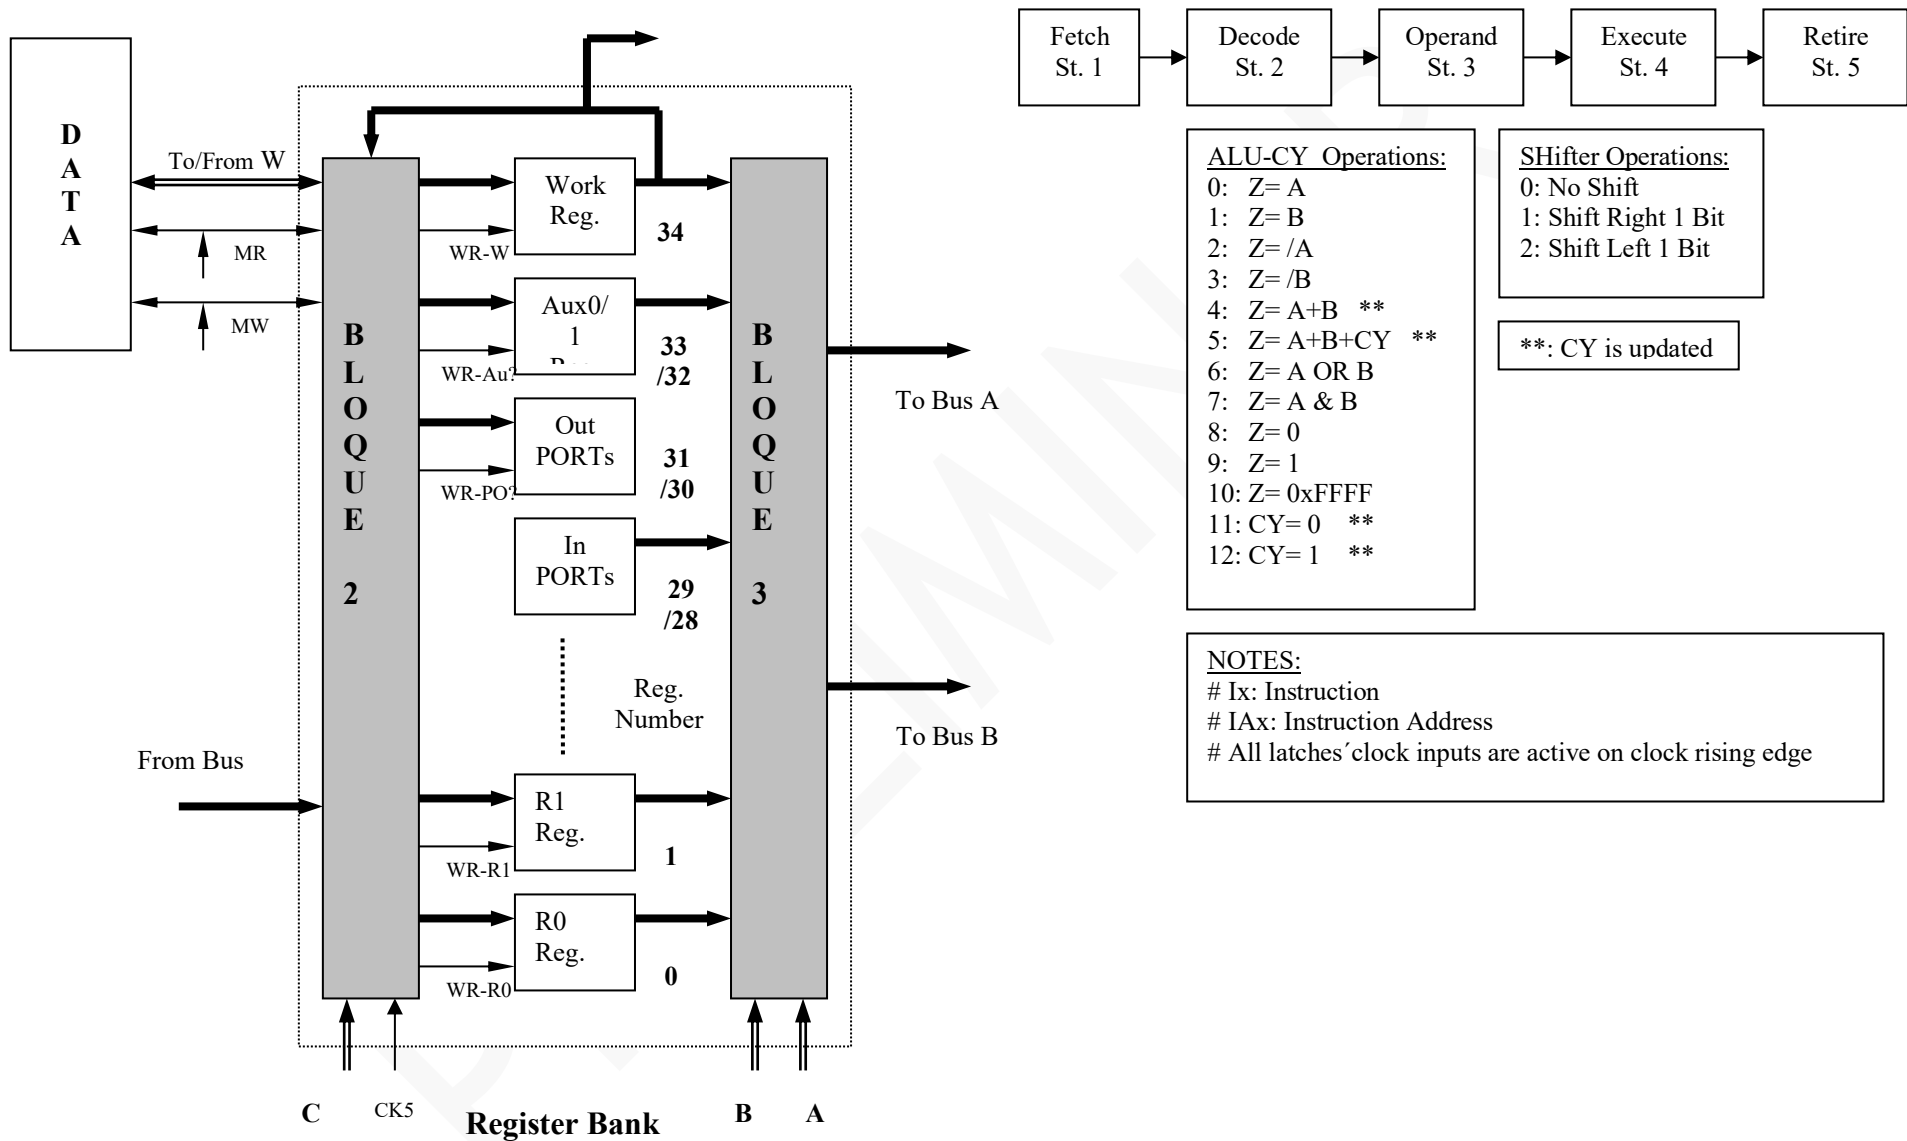 Fetch
St. 1
Decode
St. 2
Operand
St. 3
Execute
St. 4
Retire
St. 5
D
A
T
A
To/From W
MR
MW
B
L
O
Q
U
E
2
Work
Reg.
34
WR-W
Aux0/
1
33
/32
WR-Au?
Out
PORTs
31
/30
WR-PO?
In
PORTs
29
/28
Reg.
Number
R1
Reg.
1
WR-R1
R0
Reg.
0
WR-R0
B
L
O
Q
U
E
3
To Bus A
To Bus B
From Bus
C
CK5
B
A
Register Bank
ALU-CY Operations:
0: Z= A
1: Z= B
2: Z= /A
3: Z= /B
4: Z= A+B **
5: Z= A+B+CY **
6: Z= A OR B
7: Z= A & B
8: Z= 0
9: Z= 1
10: Z= 0xFFFF
11: CY= 0 **
12: CY= 1 **
SHifter Operations:
0: No Shift
1: Shift Right 1 Bit
2: Shift Left 1 Bit
**: CY is updated
NOTES:
# Ix: Instruction
# IAx: Instruction Address
# All latches´clock inputs are active on clock rising edge